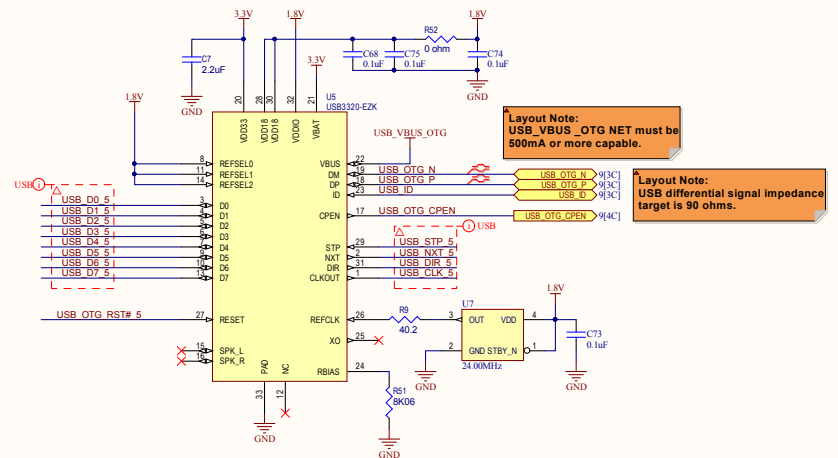 3.3V
1.8V
1.8V
R52
0 ohm
C7
2.2uF
C68
0.1uF
C75
0.1uF
C74
0.1uF
3.3V
GND
GND
1.8V
U5
USB3320-EZK
20
28
30
32
21
VDD33
VDD18
VDD18
VDDIO
VBAT
Layout Note:
USB_VBUS _OTG NET must be
500mA or more capable.
USB_VBUS_OTG
8 REFSEL0
11 REFSEL1
14 REFSEL2
VBUS 22
DM 19 USB_OTG_N USB_OTG_N 9[3C]
DP 18 USB_OTG_P USB_OTG_P 9[3C]
ID 23 USB_ID USB_ID 9[3C]
Layout Note:
USB differential signal impedance
target is 90 ohms.
USB i
USB_D0_5 3 D0
USB_D1_5 4 D1
USB_D2_5 5 D2
USB_D3_5 6 D3
USB_D4_5 7 D4
USB_D5_5 9 D5
USB_D6_5 10 D6
USB_D7_5 13 D7
CPEN 17 USB_OTG_CPEN USB_OTG_CPEN 9[4C]
i USB
STP 29 USB_STP_5
NXT 2 USB_NXT_5
DIR 31 USB_DIR_5
CLKOUT 1 USB_CLK_5
USB_OTG_RST#_5 27 RESET
REFCLK 26
XO 25
R9
40.2
U7
3 OUT VDD 4
2 GND STBY_N 1
24.00MHz
1.8V
C73
0.1uF
GND
GND
15 SPK_L
16 SPK_R
RBIAS 24
PAD
NC
33
12
R51
8K06
GND
GND